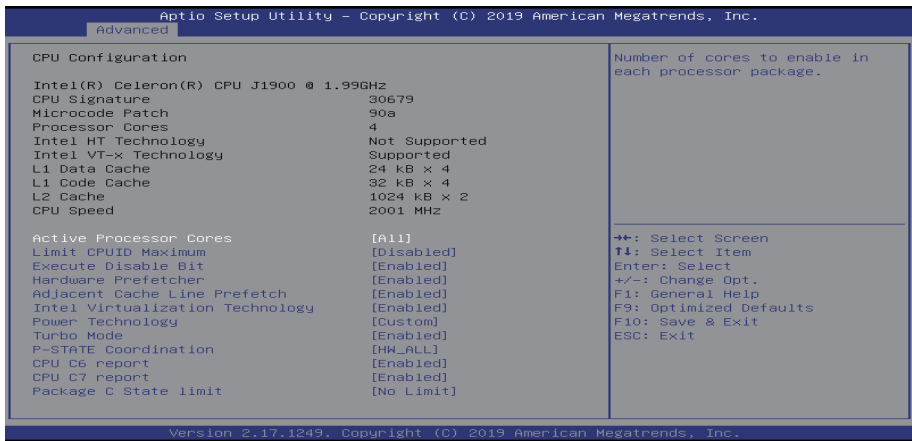 Aptio Setup Utility – Copyright (C) 2019 American Megatrends, Inc.
Advanced
CPU Configuration
Intel(R) Celeron(R) CPU J1900 @ 1.99GHz
CPU Signature 30679
Microcode Patch 90a
Processor Cores 4
Intel HT Technology Not Supported
Intel VT-x Technology Supported
L1 Data Cache 24 kB x 4
L1 Code Cache 32 kB x 4
L2 Cache 1024 kB x 2
CPU Speed 2001 MHz
Active Processor Cores [All]
Limit CPUID Maximum [Disabled]
Execute Disable Bit [Enabled]
Hardware Prefetcher [Enabled]
Adjacent Cache Line Prefetch [Enabled]
Intel Virtualization Technology [Enabled]
Power Technology [Custom]
Turbo Mode [Enabled]
P-STATE Coordination [HW_ALL]
CPU C6 report [Enabled]
CPU C7 report [Enabled]
Package C State limit [No Limit]
Number of cores to enable in
each processor package.
→←: Select Screen
↑↓: Select Item
Enter: Select
+/-: Change Opt.
F1: General Help
F9: Optimized Defaults
F10: Save & Exit
ESC: Exit
Version 2.17.1249. Copyright (C) 2019 American Megatrends, Inc.